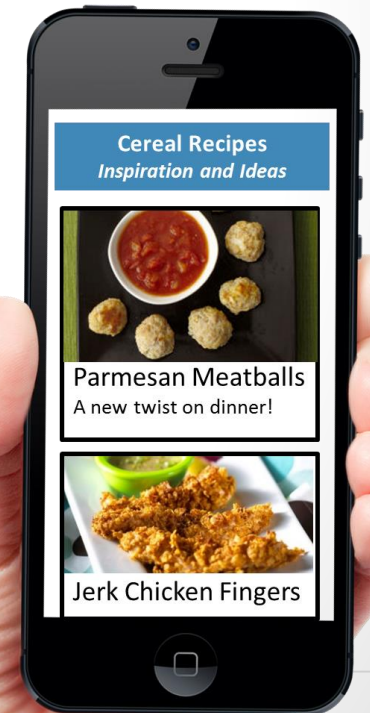 Cereal Recipes
Inspiration and Ideas
Parmesan Meatballs
A new twist on dinner!
Jerk Chicken Fingers